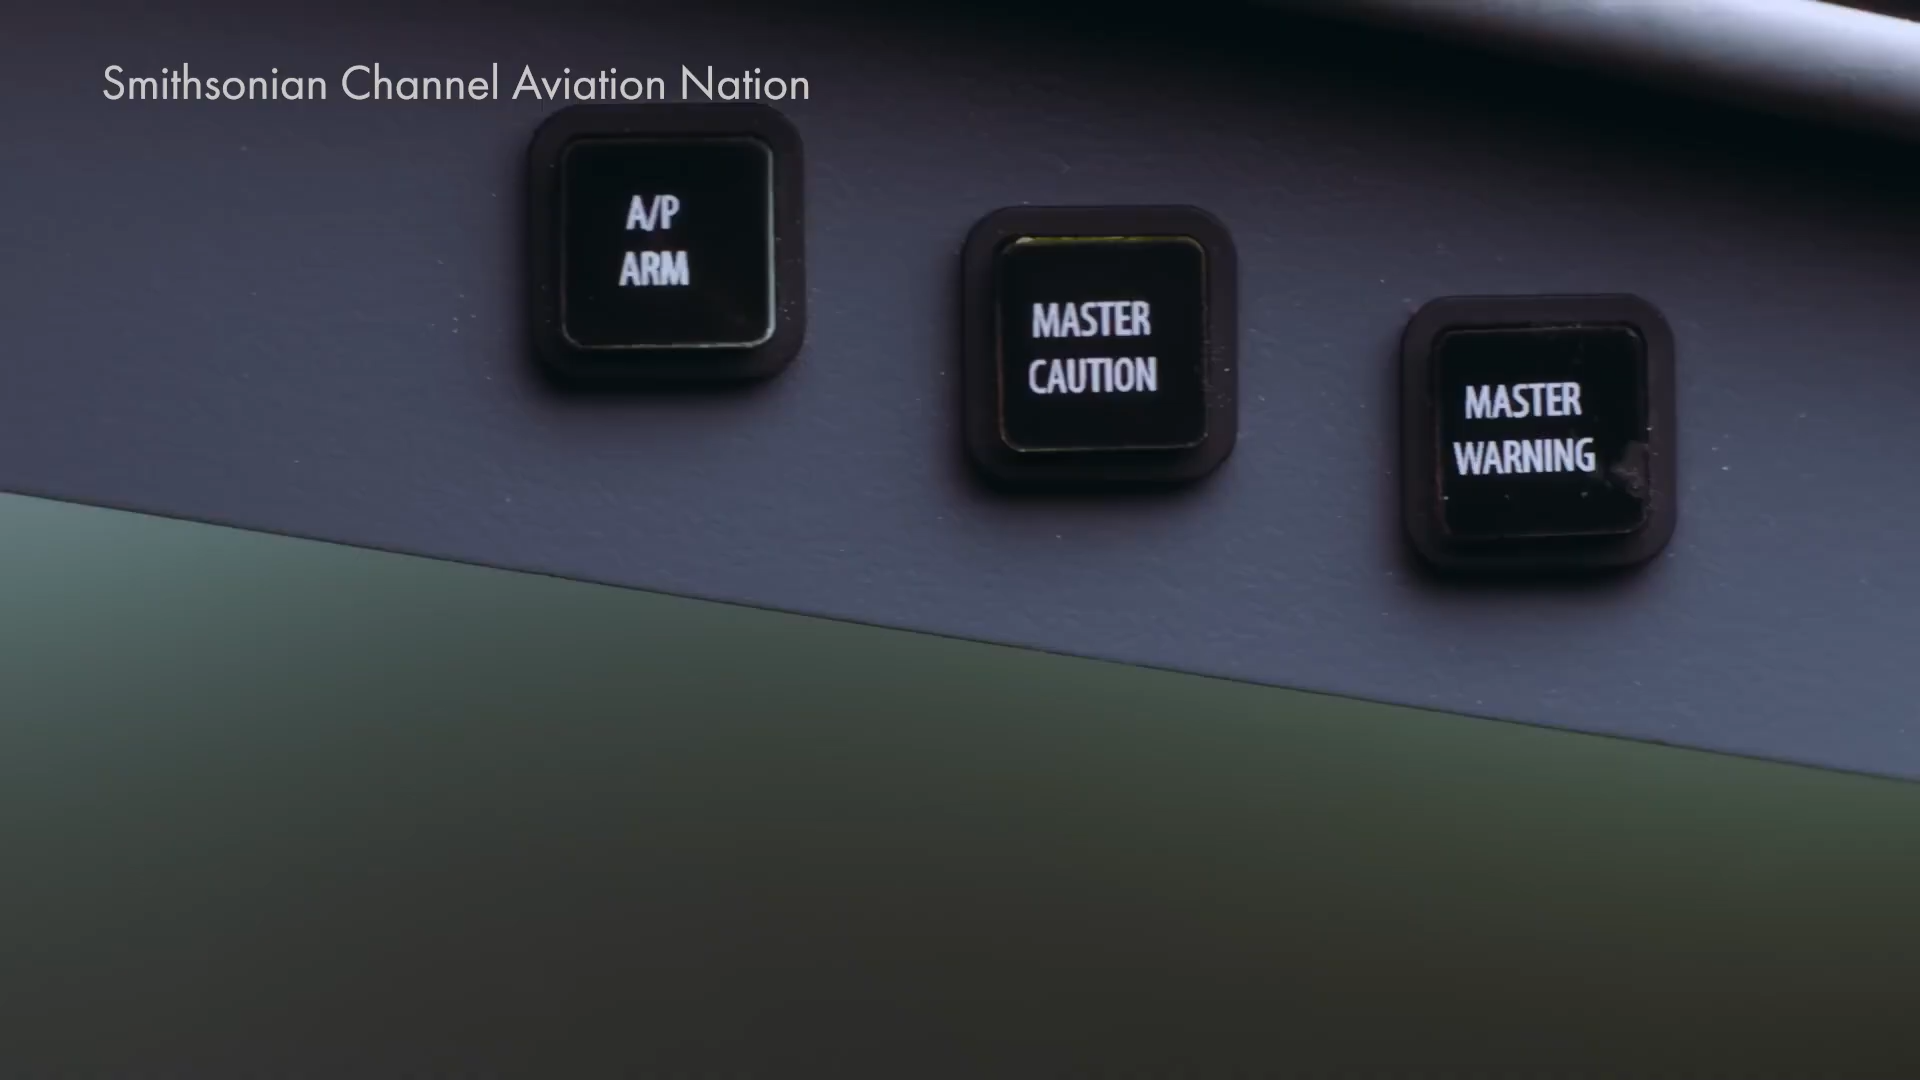 Smithsonian Channel Aviation Nation
A/P
ARM
MASTER
CAUTION
MASTER
WARNING